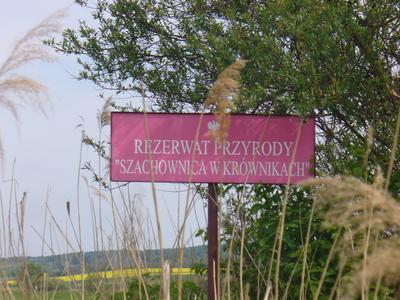 REZERWAT PRZYRODY
"SZACHOWNICA W KRÓWNIKACH"